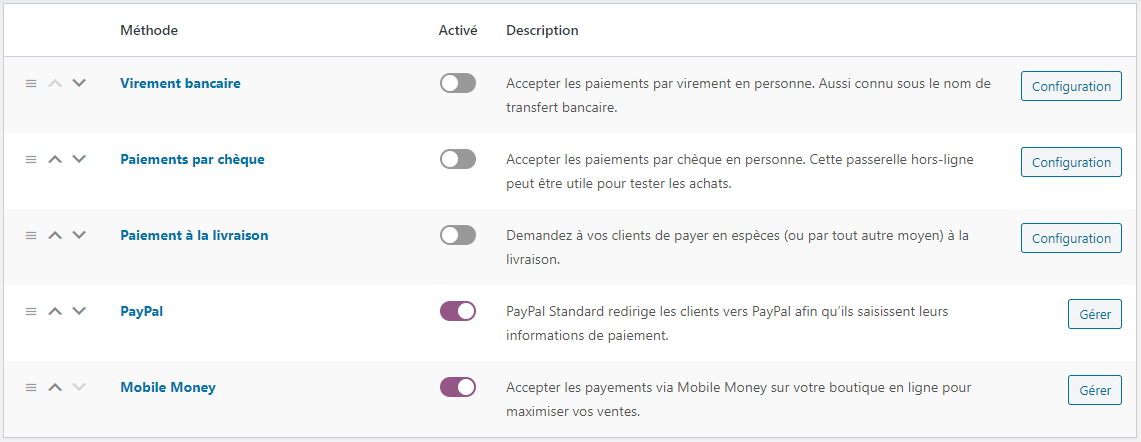 Méthode Activé Description
Virement bancaire Accepter les paiements par virement en personne. Aussi connu sous le nom de Configuration
transfert bancaire.
Paiements par chèque Accepter les paiements par chèque en personne. Cette passerelle hors-ligne Configuration
peut être utile pour tester les achats.
Paiement à la livraison Demandez à vos clients de payer en espèces (ou par tout autre moyen) à la Configuration
livraison.
PayPal PayPal Standard redirige les clients vers PayPal afin qu’ils saisissent leurs Gérer
informations de paiement.
Mobile Money Accepter les payements via Mobile Money sur votre boutique en ligne pour Gérer
maximiser vos ventes.